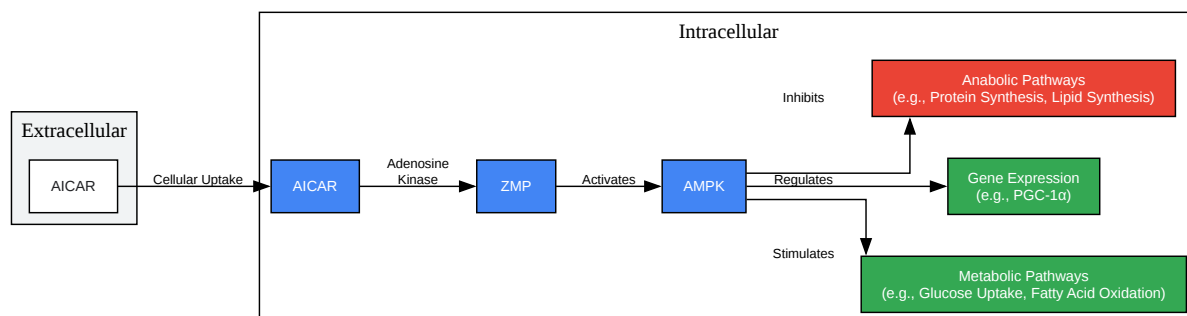 Intracellular
Anabolic Pathways
(e.g., Protein Synthesis, Lipid Synthesis)
Inhibits
Extracellular
AICAR
Cellular Uptake
AICAR
Adenosine
Kinase
ZMP
Activates
AMPK
Regulates
Gene Expression
(e.g., PGC-1α)
Stimulates
Metabolic Pathways
(e.g., Glucose Uptake, Fatty Acid Oxidation)